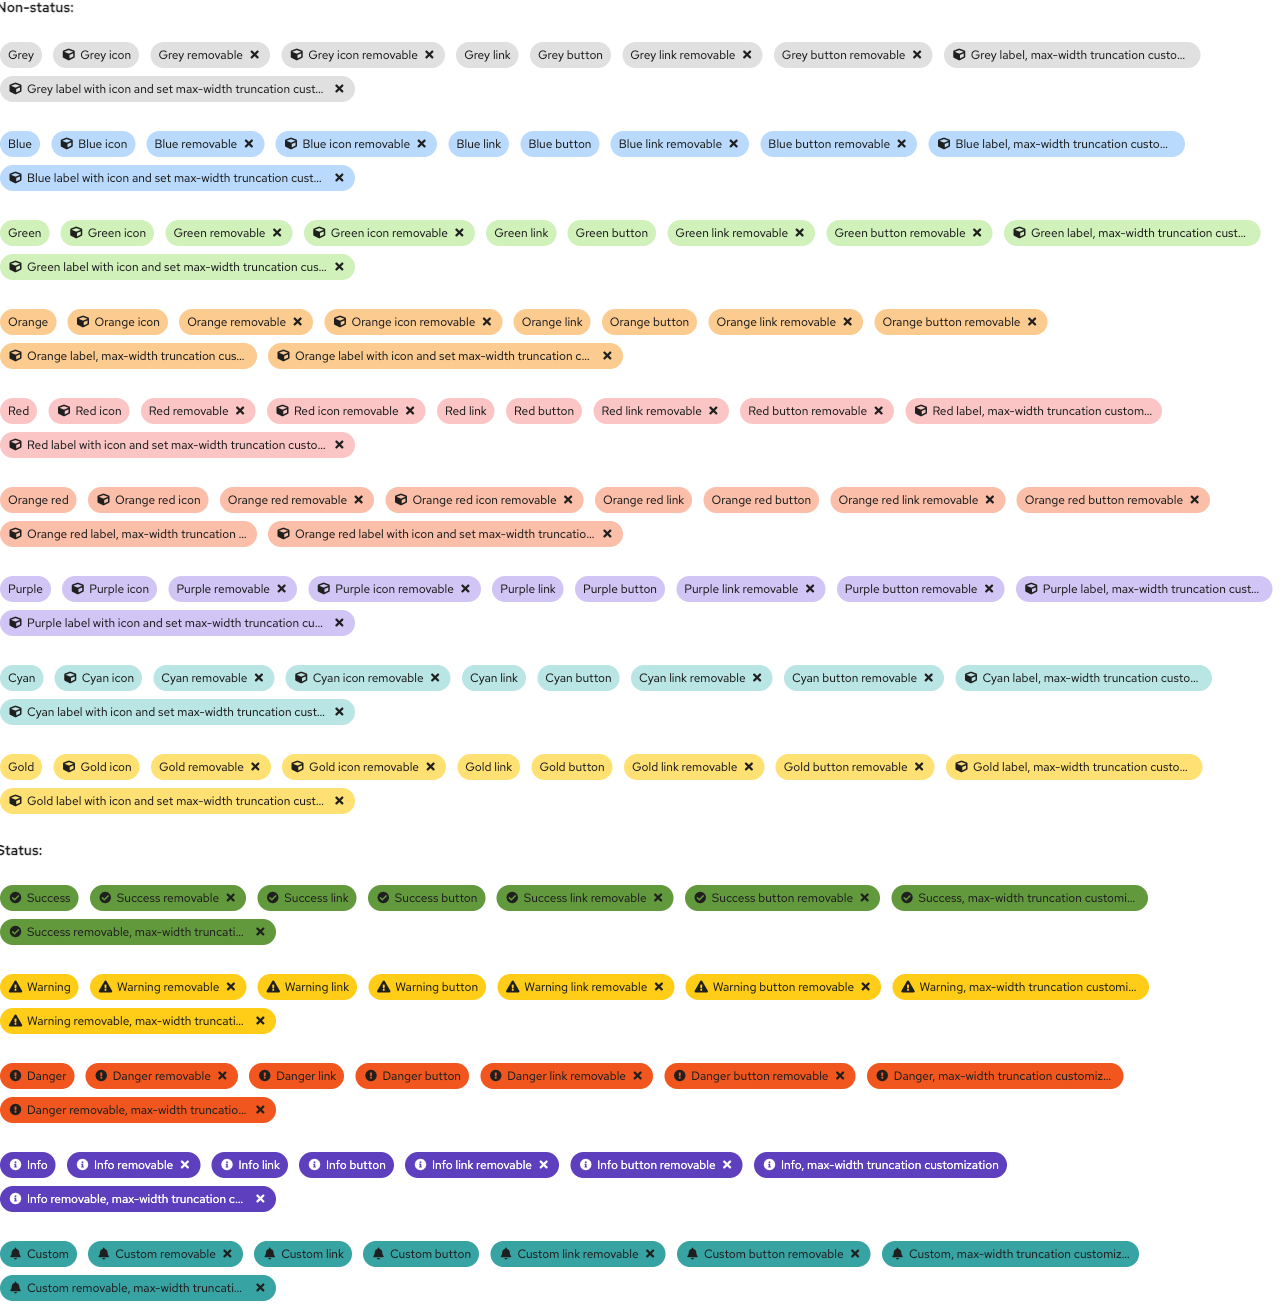 Non-status:
Grey Grey icon Grey removable Grey icon removable Grey link Grey button Grey link removable Grey button removable Grey label, max-width truncation custo...
Grey label with icon and set max-width truncation cust...
Blue Blue icon Blue removable Blue icon removable Blue link Blue button Blue link removable Blue button removable Blue label, max-width truncation custo...
Blue label with icon and set max-width truncation cust...
Green Green icon Green removable Green icon removable Green link Green button Green link removable Green button removable Green label, max-width truncation cust...
Green label with icon and set max-width truncation cus...
Orange Orange icon Orange removable Orange icon removable Orange link Orange button Orange link removable Orange button removable
Orange label, max-width truncation cus... Orange label with icon and set max-width truncation c...
Red Red icon Red removable Red icon removable Red link Red button Red link removable Red button removable Red label, max-width truncation custom...
Red label with icon and set max-width truncation custo...
Orange red Orange red icon Orange red removable Orange red icon removable Orange red link Orange red button Orange red link removable Orange red button removable
Orange red label, max-width truncation ... Orange red label with icon and set max-width truncatio...
Purple Purple icon Purple removable Purple icon removable Purple link Purple button Purple link removable Purple button removable Purple label, max-width truncation cust...
Purple label with icon and set max-width truncation cu...
Cyan Cyan icon Cyan removable Cyan icon removable Cyan link Cyan button Cyan link removable Cyan button removable Cyan label, max-width truncation custo...
Cyan label with icon and set max-width truncation cust...
Gold Gold icon Gold removable Gold icon removable Gold link Gold button Gold link removable Gold button removable Gold label, max-width truncation custo...
Gold label with icon and set max-width truncation cust...
Status:
Success Success removable Success link Success button Success link removable Success button removable Success, max-width truncation customi...
Success removable, max-width truncati...
Warning Warning removable Warning link Warning button Warning link removable Warning button removable Warning, max-width truncation customi...
Warning removable, max-width truncati...
Danger Danger removable Danger link Danger button Danger link removable Danger button removable Danger, max-width truncation customiz...
Danger removable, max-width truncatio...
Info Info removable Info link Info button Info link removable Info button removable Info, max-width truncation customization
Info removable, max-width truncation c...
Custom Custom removable Custom link Custom button Custom link removable Custom button removable Custom, max-width truncation customiz...
Custom removable, max-width truncati...